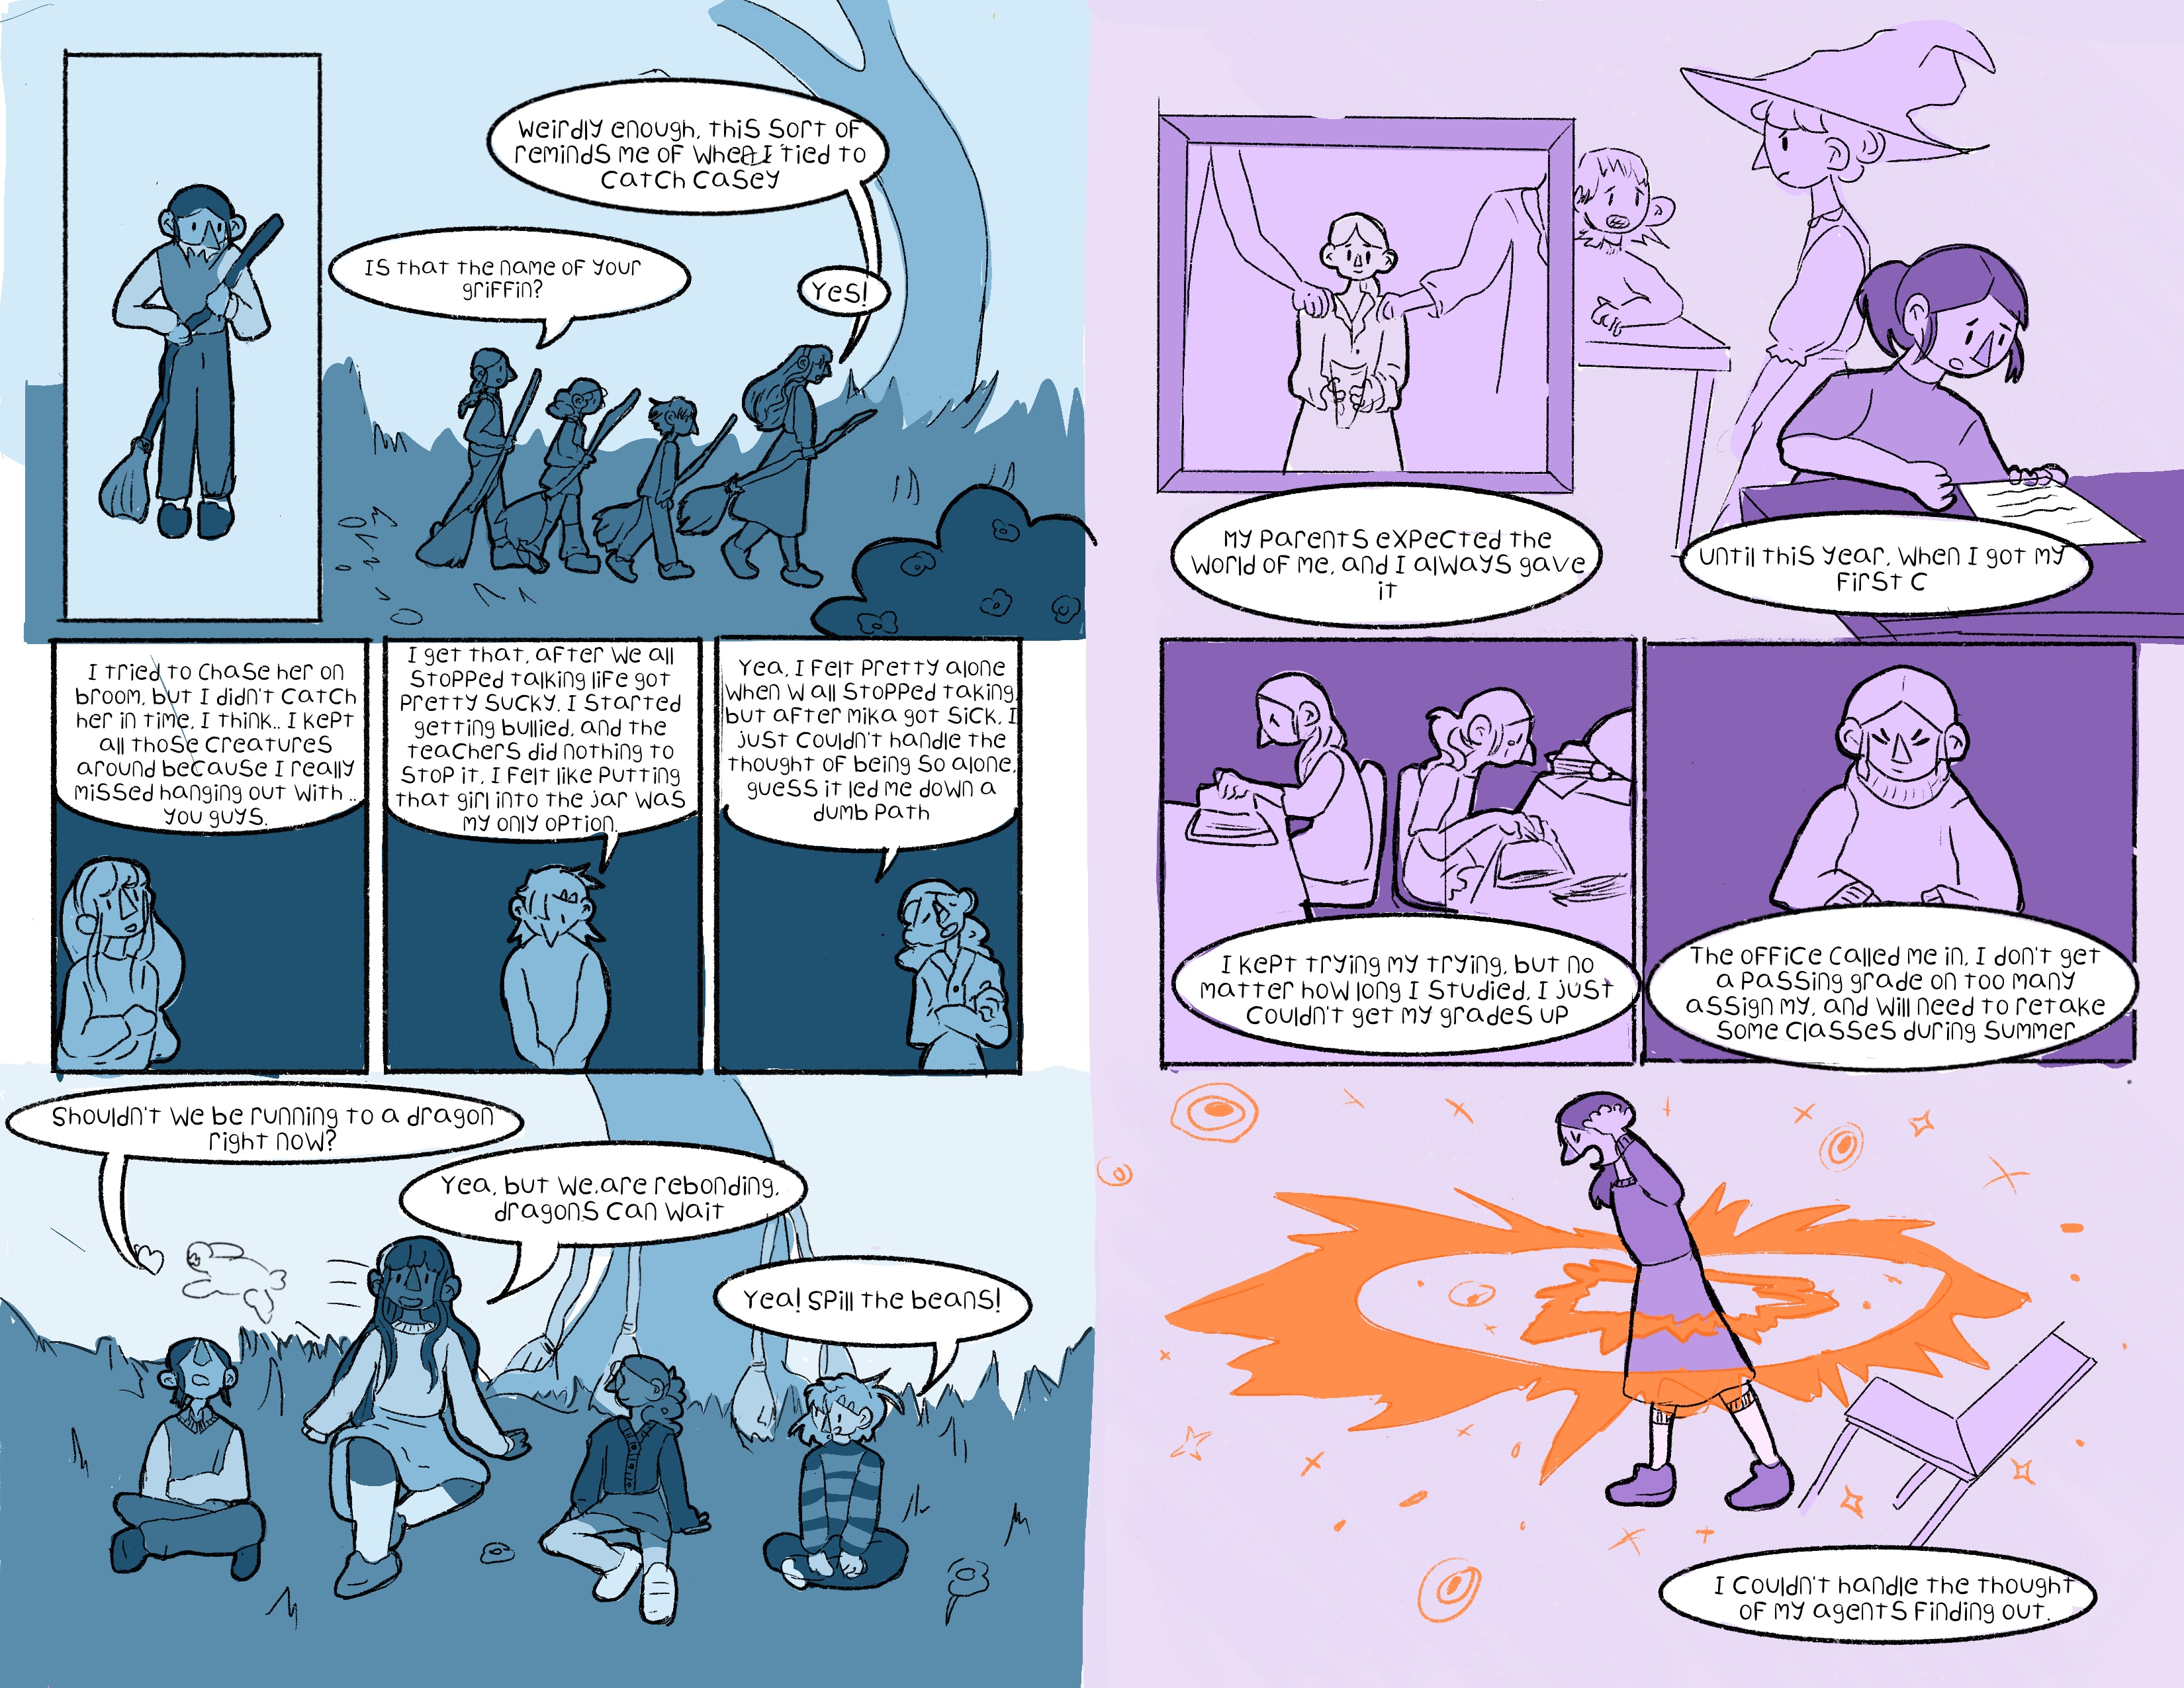 Weirdly enough, this sort of
reminds me of when I tied to
catch Casey
Is that the name of your
griffin?
Yes!
I tried to chase her on
broom, but I didn't catch
her in time, I think.. I kept
all those creatures
around because I really
missed hanging out with ..
you guys.
I get that, after we all
stopped talking life got
pretty sucky. I started
getting bullied, and the
teachers did nothing to
stop it, I felt like putting
that girl into the jar was
my only option.
Yea, I felt pretty alone
when w all stopped taking,
but after Mika got sick, I
just couldn't handle the
thought of being so alone,
guess it led me down a
dumb path
Shouldn't we be running to a dragon
right now?
Yea, but we.are rebonding,
dragons can wait
Yea! Spill the beans!
My parents expected the
world of me, and I always gave
it
Until this year, when I got my
first C
I kept trying my trying, but no
matter how long I studied, I just
couldn't get my grades up
The office called me in, I don't get
a passing grade on too many
assign my, and will need to retake
some classes during summer
I couldn't handle the thought
of my agents finding out.